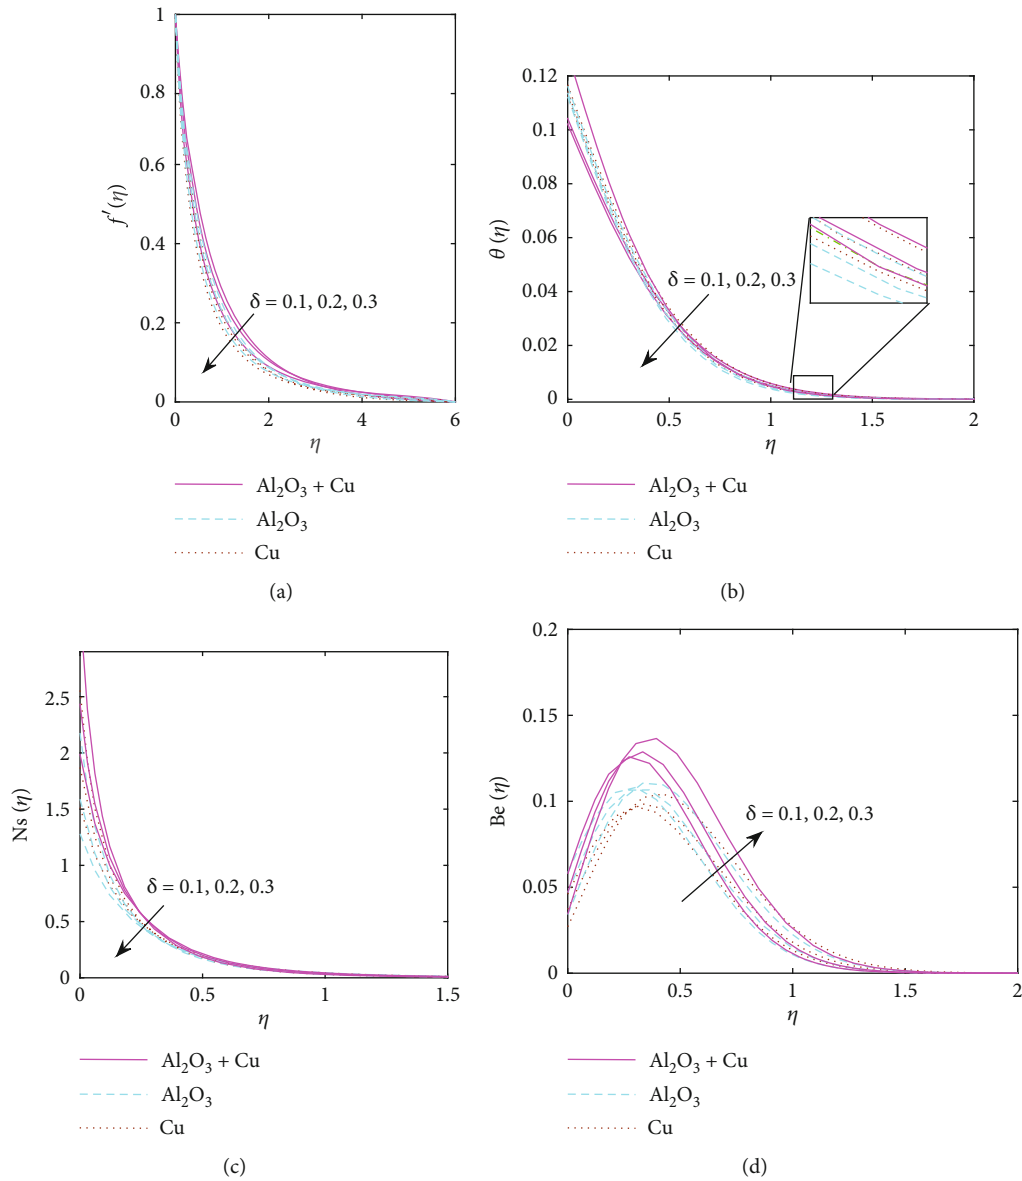 1
0.8
0.6
0.4
0.2
0
0 2 4 6
f′(η)
η
δ = 0.1, 0.2, 0.3
Al₂O₃ + Cu
Al₂O₃
Cu
(a)
0.12
0.1
0.08
0.06
0.04
0.02
0
0 0.5 1 1.5 2
θ (η)
η
δ = 0.1, 0.2, 0.3
Al₂O₃ + Cu
Al₂O₃
Cu
(b)
2.5
2
1.5
1
0.5
0
0 0.5 1 1.5
Ns (η)
η
δ = 0.1, 0.2, 0.3
Al₂O₃ + Cu
Al₂O₃
Cu
(c)
0.2
0.15
0.1
0.05
0
0 0.5 1 1.5 2
Be (η)
η
δ = 0.1, 0.2, 0.3
Al₂O₃ + Cu
Al₂O₃
Cu
(d)